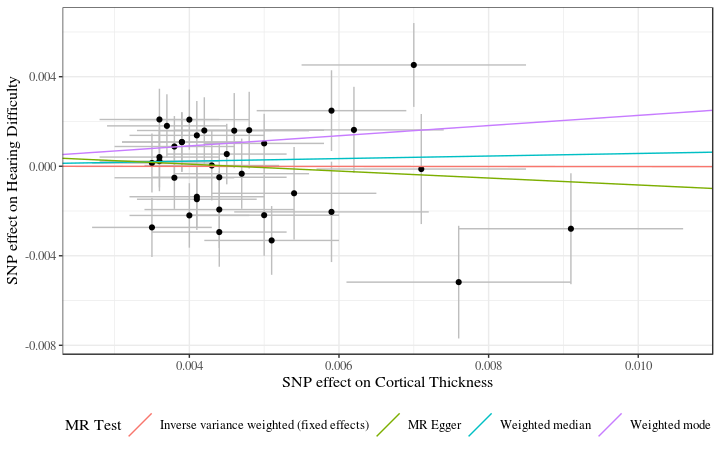 SNP effect on Hearing Difficulty
0.004
0.000
-0.004
-0.008
0.004 0.006 0.008 0.010
SNP effect on Cortical Thickness
MR Test Inverse variance weighted (fixed effects) MR Egger Weighted median Weighted mode